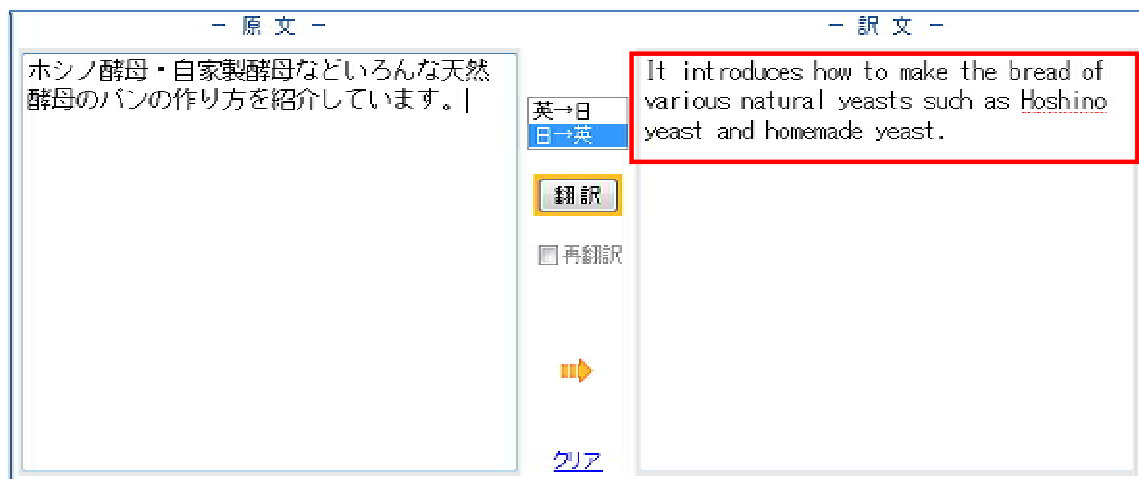 － 原 文 －
－ 訳 文 －
ホシノ酵母・自家製酵母などいろんな天然
酵母のパンの作り方を紹介しています。
英→日
日→英
翻訳
再翻訳
クリア
It introduces how to make the bread of
various natural yeasts such as Hoshino
yeast and homemade yeast.